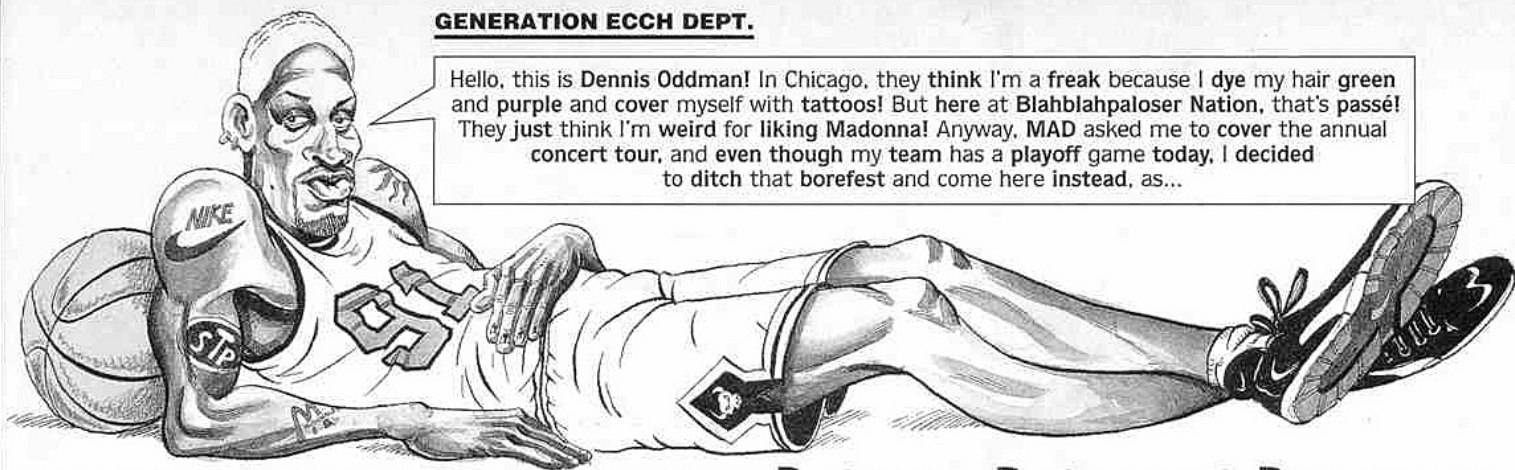 GENERATION ECCH DEPT.
Hello, this is Dennis Oddman! In Chicago, they think I'm a freak because I dye my hair green
and purple and cover myself with tattoos! But here at Blahblahpaloser Nation, that's passé!
They just think I'm weird for liking Madonna! Anyway, MAD asked me to cover the annual
concert tour, and even though my team has a playoff game today, I decided
to ditch that borefest and come here instead, as...
NIKE
91
STP